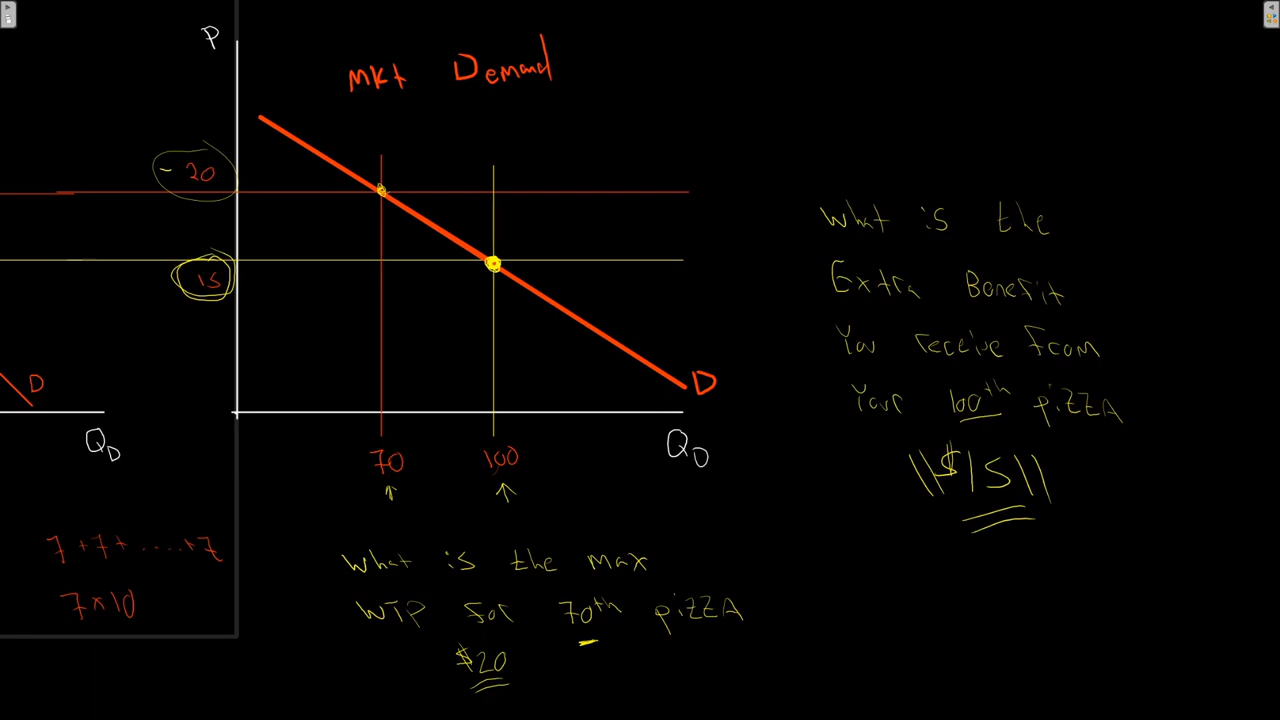 P
Mkt Demand
- 20
15
D
D
70
100
QD
QD
7 + 7 + ..... + 7
7 × 10
What is the max
WTP for 70th pizza
$20
What is the
Extra Benefit
You receive from
Your 100th pizza
"$15"